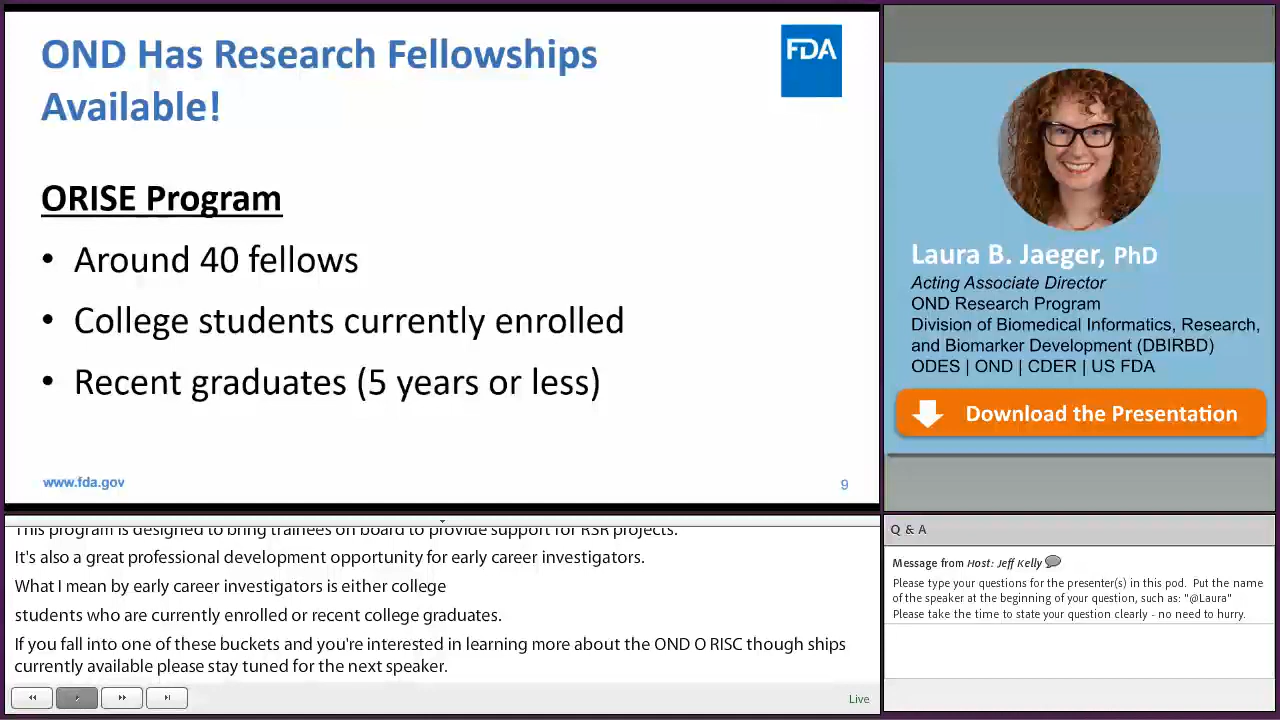 OND Has Research Fellowships
Available!
FDA
ORISE Program
• Around 40 fellows
• College students currently enrolled
• Recent graduates (5 years or less)
www.fda.gov
9
Laura B. Jaeger, PhD
Acting Associate Director
OND Research Program
Division of Biomedical Informatics, Research,
and Biomarker Development (DBIRBD)
ODES | OND | CDER | US FDA
Download the Presentation
This program is designed to bring trainees on board to provide support for RSR projects.
It's also a great professional development opportunity for early career investigators.
What I mean by early career investigators is either college
students who are currently enrolled or recent college graduates.
If you fall into one of these buckets and you're interested in learning more about the OND O RISC though ships
currently available please stay tuned for the next speaker.
Live
Q & A
Message from Host: Jeff Kelly
Please type your questions for the presenter(s) in this pod. Put the name
of the speaker at the beginning of your question, such as: "@Laura"
Please take the time to state your question clearly - no need to hurry.